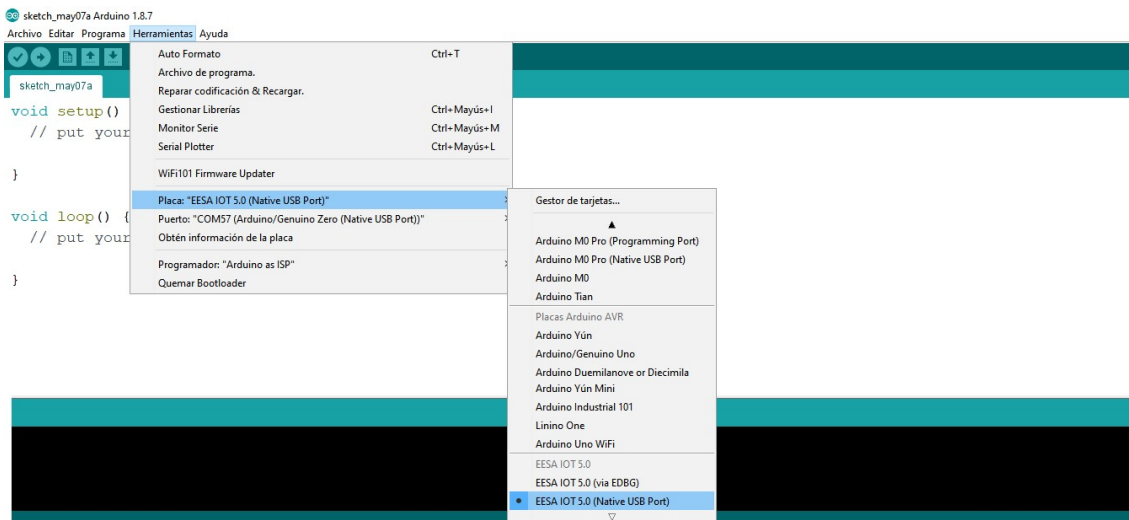 sketch_may07a Arduino 1.8.7
Archivo Editar Programa Herramientas Ayuda
sketch_may07a
Auto Formato Ctrl+T
Archivo de programa.
Reparar codificación & Recargar.
Gestionar Librerías Ctrl+Mayús+I
Monitor Serie Ctrl+Mayús+M
Serial Plotter Ctrl+Mayús+L
WiFi101 Firmware Updater
Placa: "EESA IOT 5.0 (Native USB Port)"
Puerto: "COM57 (Arduino/Genuino Zero (Native USB Port))"
Obtén información de la placa
Programador: "Arduino as ISP"
Quemar Bootloader
void setup()
// put your
}
void loop() {
// put your
}
Gestor de tarjetas...
Arduino M0 Pro (Programming Port)
Arduino M0 Pro (Native USB Port)
Arduino M0
Arduino Tian
Placas Arduino AVR
Arduino Yún
Arduino/Genuino Uno
Arduino Duemilanove or Diecimila
Arduino Yún Mini
Arduino Industrial 101
Linino One
Arduino Uno WiFi
EESA IOT 5.0
EESA IOT 5.0 (via EDBG)
EESA IOT 5.0 (Native USB Port)